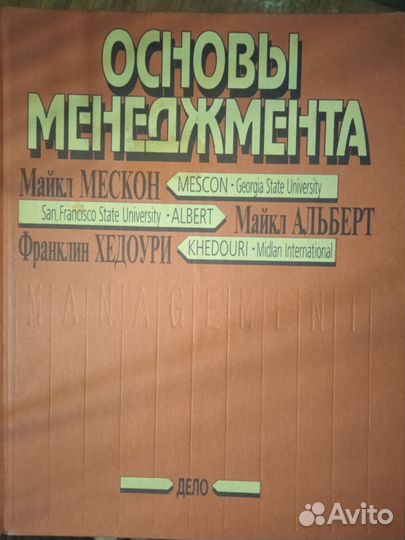 ОСНОВЫ
МЕНЕДЖМЕНТА
Майкл МЕСКОН MESCON • Georgia State University
San Francisco State University • ALBERT Майкл АЛЬБЕРТ
Франклин ХЕДОУРИ KHEDOURI • Midlan International
MANAGEMENT
ДЕЛО
Avito